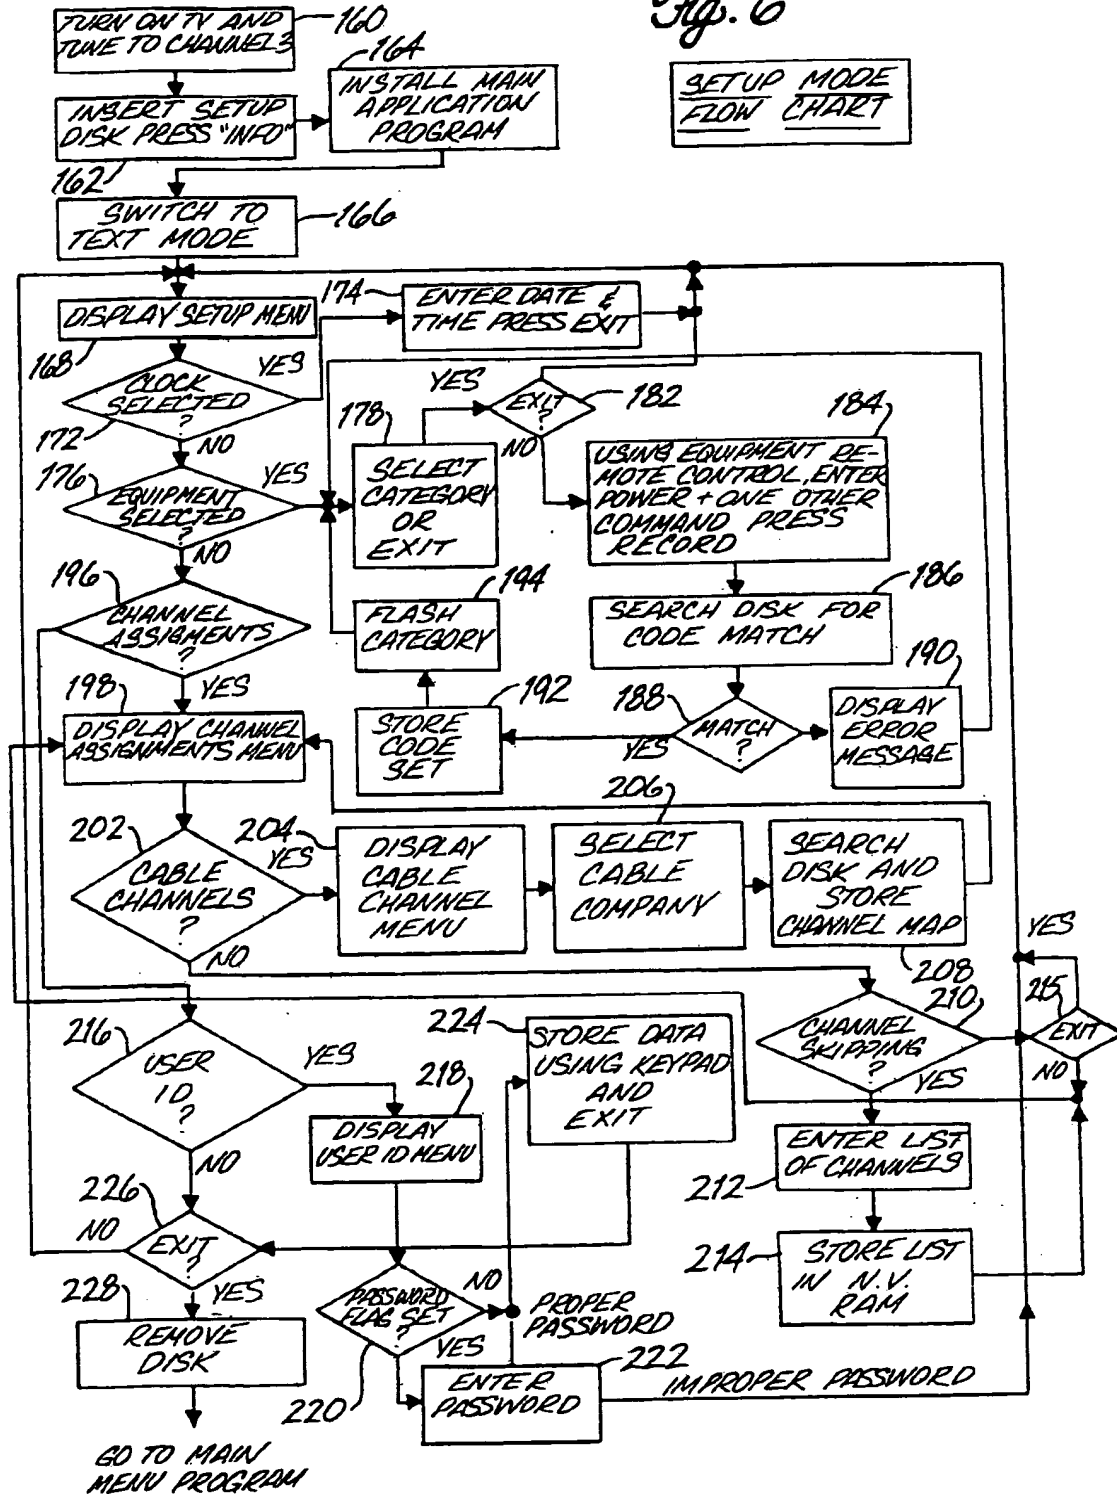 Fig. 6
SETUP MODE
FLOW CHART
TURN ON TV AND
TUNE TO CHANNEL 3
160
164
INSERT SETUP
DISK PRESS "INFO"
162
INSTALL MAIN
APPLICATION
PROGRAM
SWITCH TO
TEXT MODE
166
DISPLAY SETUP MENU
168
174
ENTER DATE &
TIME PRESS EXIT
CLOCK
SELECTED
?
172
YES
NO
176
EQUIPMENT
SELECTED
?
YES
NO
178
SELECT
CATEGORY
OR
EXIT
YES
EXIT
?
182
NO
184
USING EQUIPMENT RE-
MOTE CONTROL, ENTER
POWER + ONE OTHER
COMMAND PRESS
RECORD
186
SEARCH DISK FOR
CODE MATCH
188
MATCH
?
YES
190
DISPLAY
ERROR
MESSAGE
192
STORE
CODE
SET
194
FLASH
CATEGORY
196
CHANNEL
ASSIGMENTS
?
YES
198
DISPLAY CHANNEL
ASSIGNMENTS MENU
202
CABLE
CHANNELS
?
YES
NO
204
DISPLAY
CABLE
CHANNEL
MENU
206
SELECT
CABLE
COMPANY
SEARCH
DISK AND
STORE
CHANNEL MAP
208
210
CHANNEL
SKIPPING
?
YES
215
EXIT
YES
NO
212
ENTER LIST
OF CHANNELS
214
STORE LIST
IN N.V.
RAM
216
USER
ID
?
YES
NO
218
DISPLAY
USER ID MENU
224
STORE DATA
USING KEYPAD
AND
EXIT
220
PASSWORD
FLAG SET
?
NO
YES
PROPER
PASSWORD
222
ENTER
PASSWORD
IMPROPER PASSWORD
226
EXIT
?
NO
YES
228
REMOVE
DISK
GO TO MAIN
MENU PROGRAM